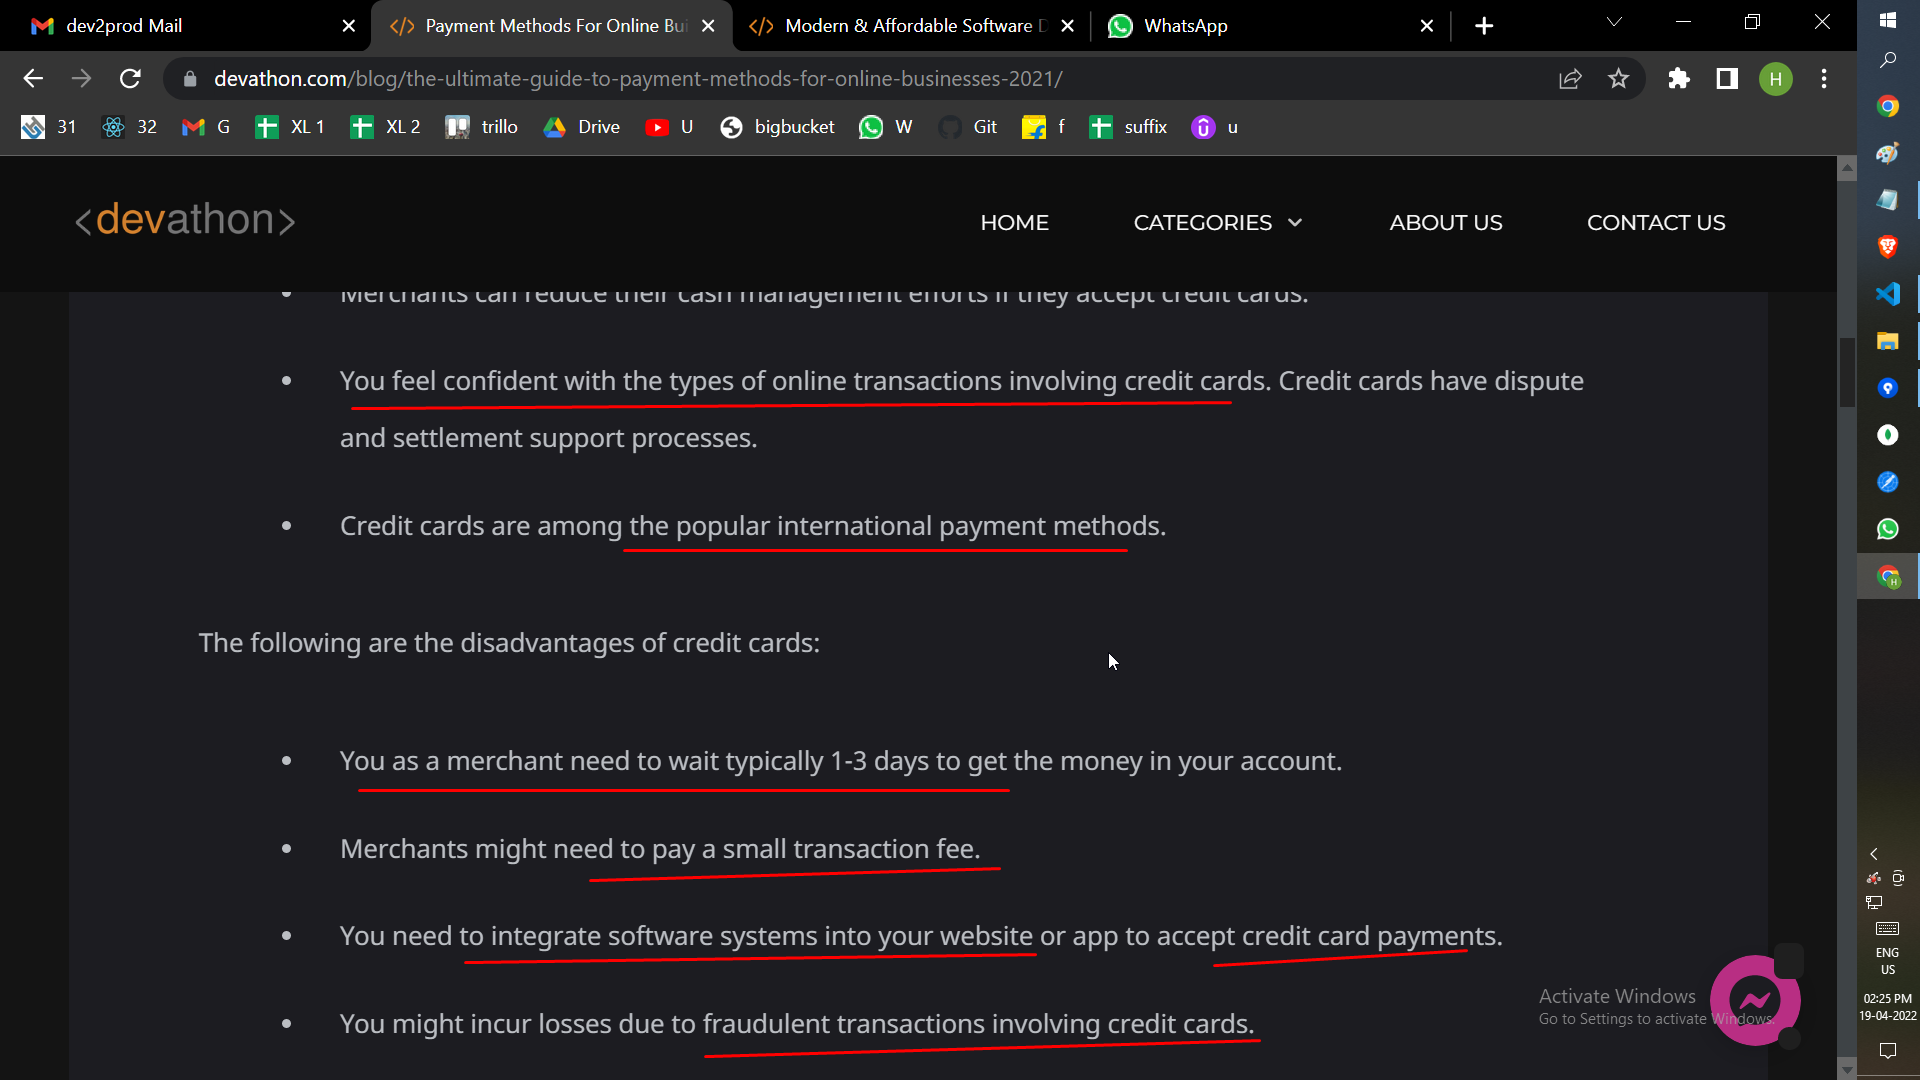 dev2prod Mail
Payment Methods For Online Bui
Modern & Affordable Software D
WhatsApp
devathon.com/blog/the-ultimate-guide-to-payment-methods-for-online-businesses-2021/
H
31
32
G
XL 1
XL 2
trillo
Drive
U
bigbucket
W
Git
f
suffix
u
<devathon>
HOME
CATEGORIES
ABOUT US
CONTACT US
Merchants can reduce their cash management efforts if they accept credit cards.
You feel confident with the types of online transactions involving credit cards. Credit cards have dispute
and settlement support processes.
Credit cards are among the popular international payment methods.
The following are the disadvantages of credit cards:
You as a merchant need to wait typically 1-3 days to get the money in your account.
Merchants might need to pay a small transaction fee.
You need to integrate software systems into your website or app to accept credit card payments.
You might incur losses due to fraudulent transactions involving credit cards.
Activate Windows
Go to Settings to activate Windows.
ENG
US
02:25 PM
19-04-2022